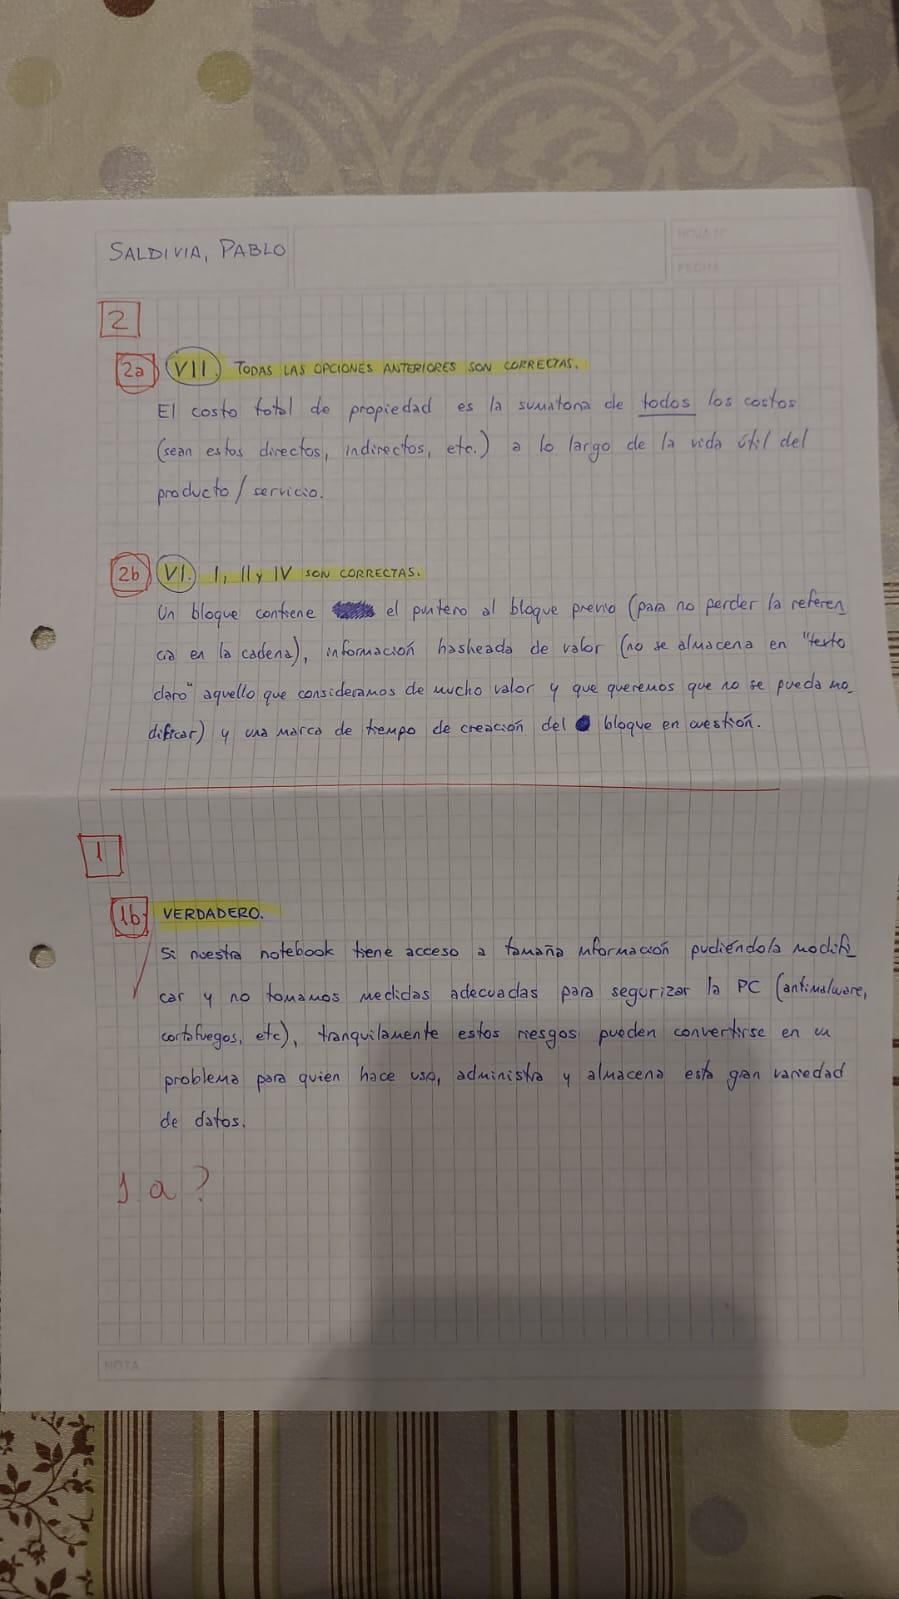 HOJA N°
SALDIVIA, PABLO
FECHA
2
2a VII. TODAS LAS OPCIONES ANTERIORES SON CORRECTAS.
El costo total de propiedad es la sumatoria de todos los costos
(sean estos directos, indirectos, etc.) a lo largo de la vida útil del
producto/servicio.
2b VI. I, II y IV SON CORRECTAS.
Un bloque contiene el puntero al bloque previo (para no perder la referen
cia en la cadena), información hasheada de valor (no se almacena en "texto
claro" aquello que consideramos de mucho valor y que queremos que no se pueda mo_
dificar) y una marca de tiempo de creación del bloque en cuestión.
1
1b VERDADERO.
Si nuestra notebook tiene acceso a tamaña información pudiéndola modifi_
car y no tomamos medidas adecuadas para segurizar la PC (antimalware,
cortafuegos, etc), tranquilamente estos riesgos pueden convertirse en un
problema para quien hace uso, administra y almacena esta gran variedad
de datos.
1 a ?
NOTA